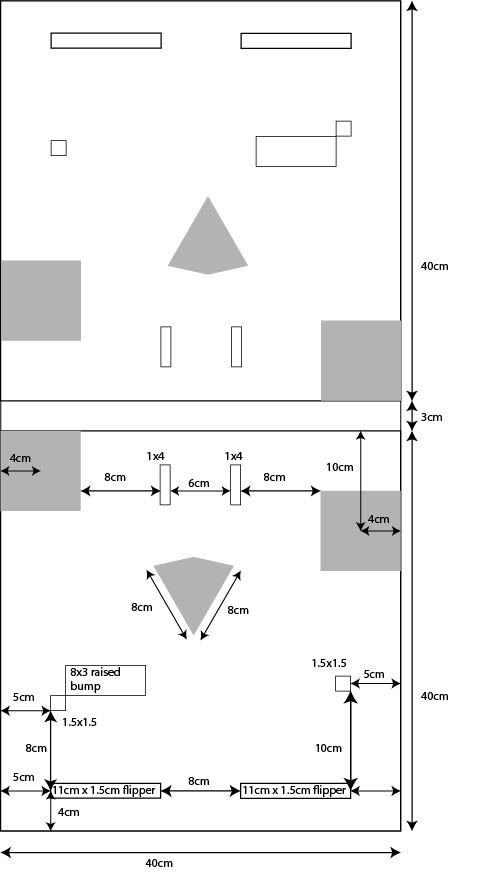 40cm
3cm
4cm
1x4
1x4
10cm
8cm
6cm
8cm
4cm
8cm
8cm
1.5x1.5
8x3 raised
bump
5cm
5cm
40cm
1.5x1.5
8cm
10cm
5cm
8cm
11cm x 1.5cm flipper
11cm x 1.5cm flipper
4cm
40cm